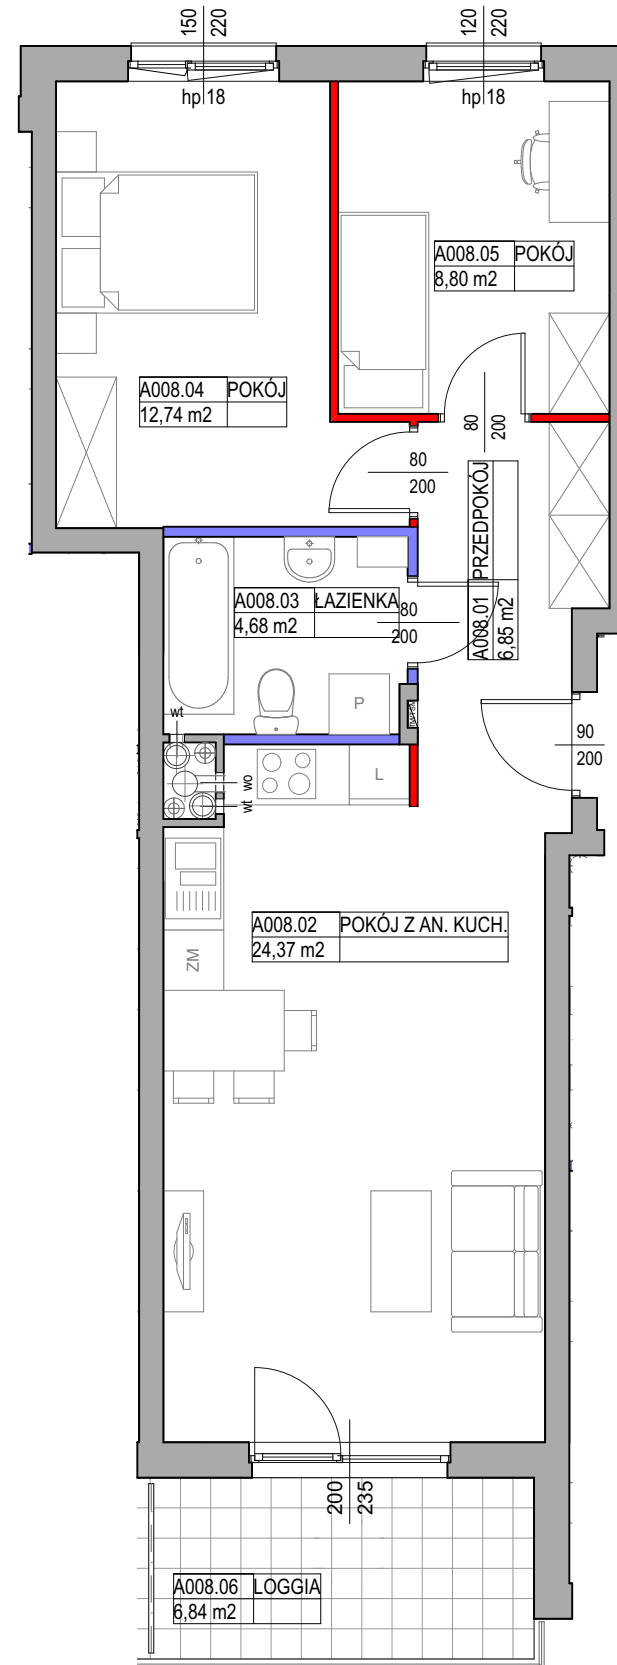 150
220
120
220
hp 18
hp 18
A008.05 POKÓJ
8,80 m2
A008.04 POKÓJ
12,74 m2
80
200
80
200
A008.01 PRZEDPOKÓJ
6,85 m2
A008.03 ŁAZIENKA
4,68 m2
80
200
P
wt
90
200
wo
wt
L
A008.02 POKÓJ Z AN. KUCH.
24,37 m2
ZM
200
235
A008.06 LOGGIA
6,84 m2